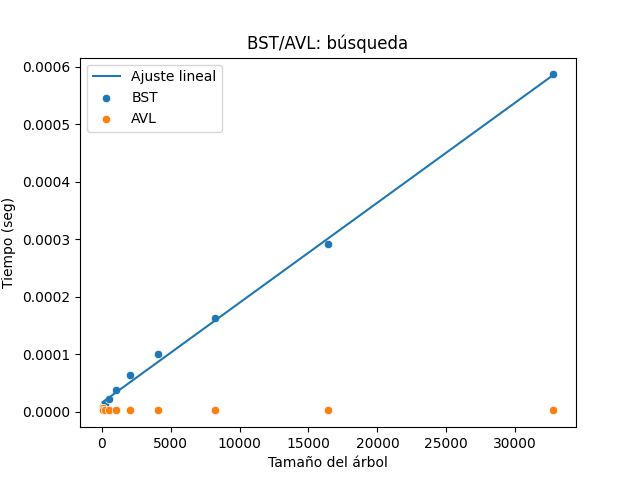 BST/AVL: búsqueda
Ajuste lineal
BST
AVL
Tiempo (seg)
0.0006
0.0005
0.0004
0.0003
0.0002
0.0001
0.0000
0
5000
10000
15000
20000
25000
30000
Tamaño del árbol